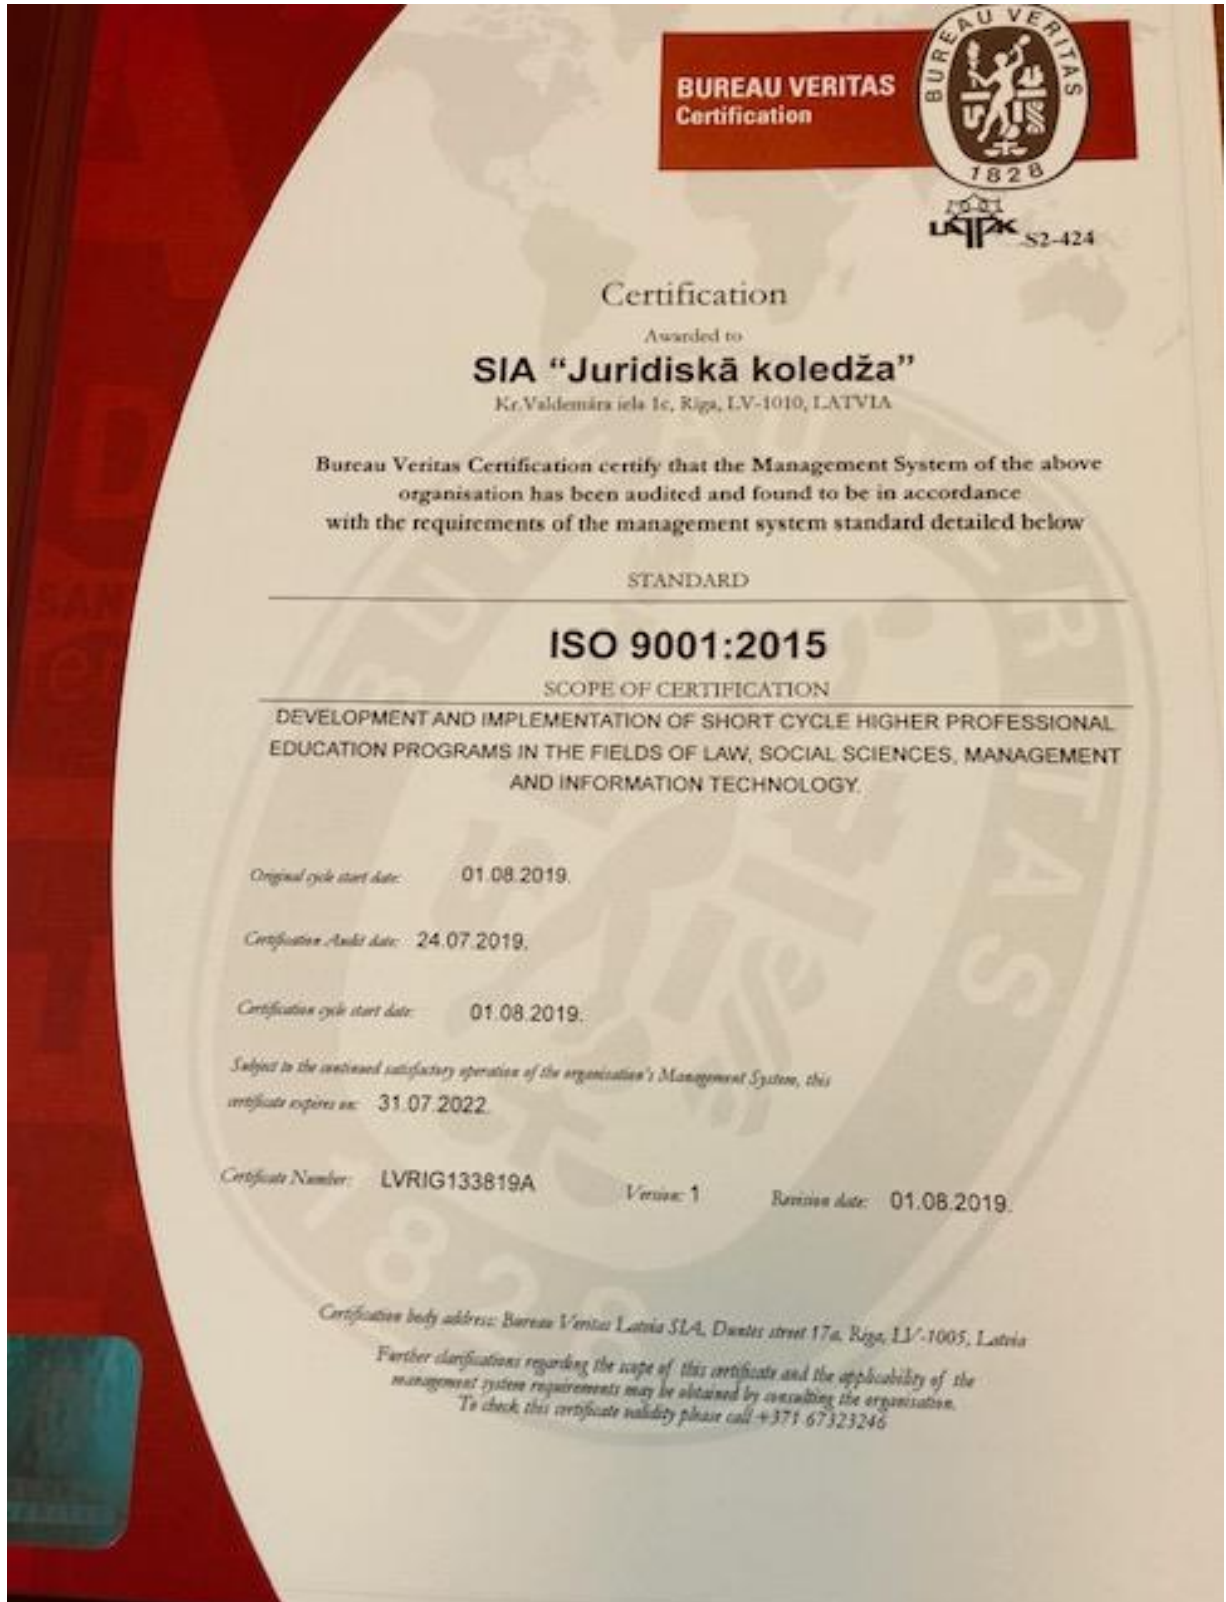 BUREAU VERITAS
Certification
BUREAU VERITAS
1828
LATAK S2-424
Certification
Awarded to
SIA “Juridiskā koledža”
Kr.Valdemāra iela 1c, Riga, LV-1010, LATVIA
Bureau Veritas Certification certify that the Management System of the above
organisation has been audited and found to be in accordance
with the requirements of the management system standard detailed below
STANDARD
ISO 9001:2015
SCOPE OF CERTIFICATION
DEVELOPMENT AND IMPLEMENTATION OF SHORT CYCLE HIGHER PROFESSIONAL
EDUCATION PROGRAMS IN THE FIELDS OF LAW, SOCIAL SCIENCES, MANAGEMENT
AND INFORMATION TECHNOLOGY.
Original cycle start date: 01.08.2019.
Certification Audit date: 24.07.2019.
Certification cycle start date: 01.08.2019.
Subject to the continued satisfactory operation of the organisation's Management System, this
certificate expires on: 31.07.2022.
Certificate Number: LVRIG133819A Version: 1 Revision date: 01.08.2019.
Certification body address: Bureau Veritas Latvia SIA, Duntes street 17a, Riga, LV-1005, Latvia
Further clarifications regarding the scope of this certificate and the applicability of the
management system requirements may be obtained by consulting the organisation.
To check this certificate validity please call +371 67323246